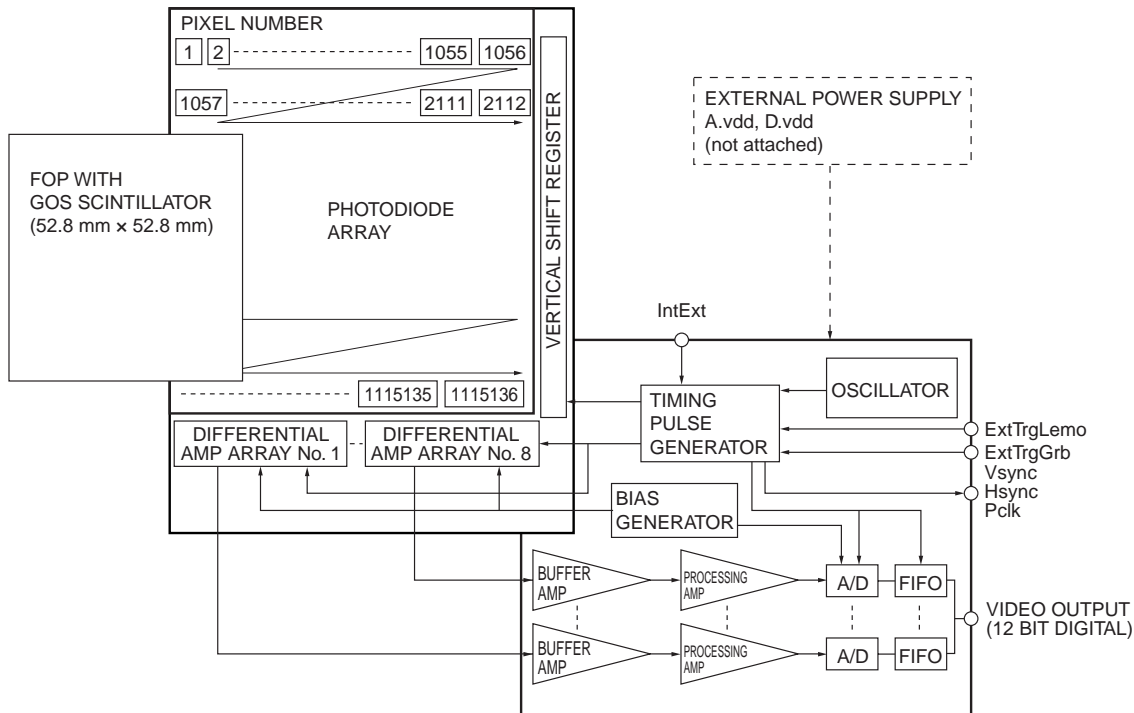 PIXEL NUMBER
1 2 1055 1056
1057 2111 2112
FOP WITH
GOS SCINTILLATOR
(52.8 mm × 52.8 mm)
PHOTODIODE
ARRAY
VERTICAL SHIFT REGISTER
1115135 1115136
DIFFERENTIAL
AMP ARRAY No. 1
DIFFERENTIAL
AMP ARRAY No. 8
EXTERNAL POWER SUPPLY
A.vdd, D.vdd
(not attached)
IntExt
TIMING
PULSE
GENERATOR
OSCILLATOR
ExtTrgLemo
ExtTrgGrb
Vsync
Hsync
Pclk
BIAS
GENERATOR
BUFFER
AMP
PROCESSING
AMP
A/D
FIFO
BUFFER
AMP
PROCESSING
AMP
A/D
FIFO
VIDEO OUTPUT
(12 BIT DIGITAL)